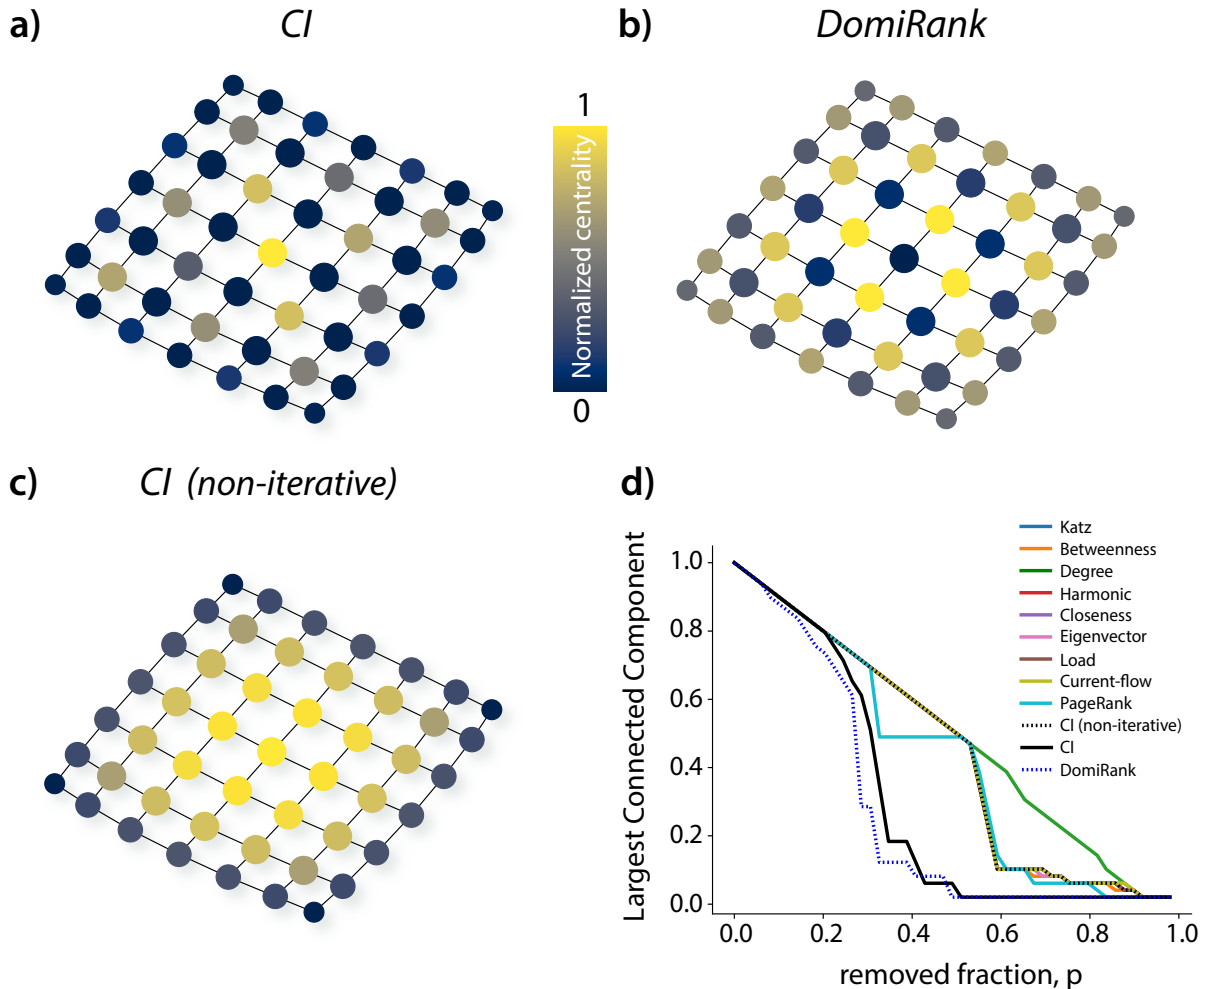 a)
CI
b)
DomiRank
1
Normalized centrality
0
c)
CI (non-iterative)
d)
Largest Connected Component
1.0
0.8
0.6
0.4
0.2
0.0
0.0
0.2
0.4
0.6
0.8
1.0
removed fraction, p
Katz
Betweenness
Degree
Harmonic
Closeness
Eigenvector
Load
Current-flow
PageRank
CI (non-iterative)
CI
DomiRank